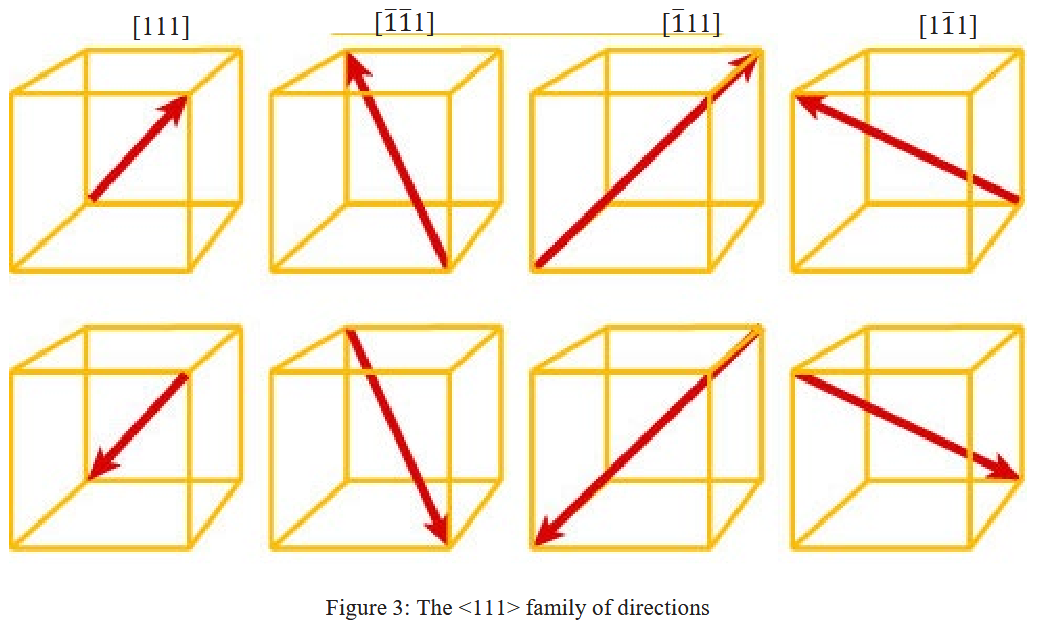 [111]
[1̅1̅1]
[1̅11]
[11̅1]
Figure 3: The <111> family of directions